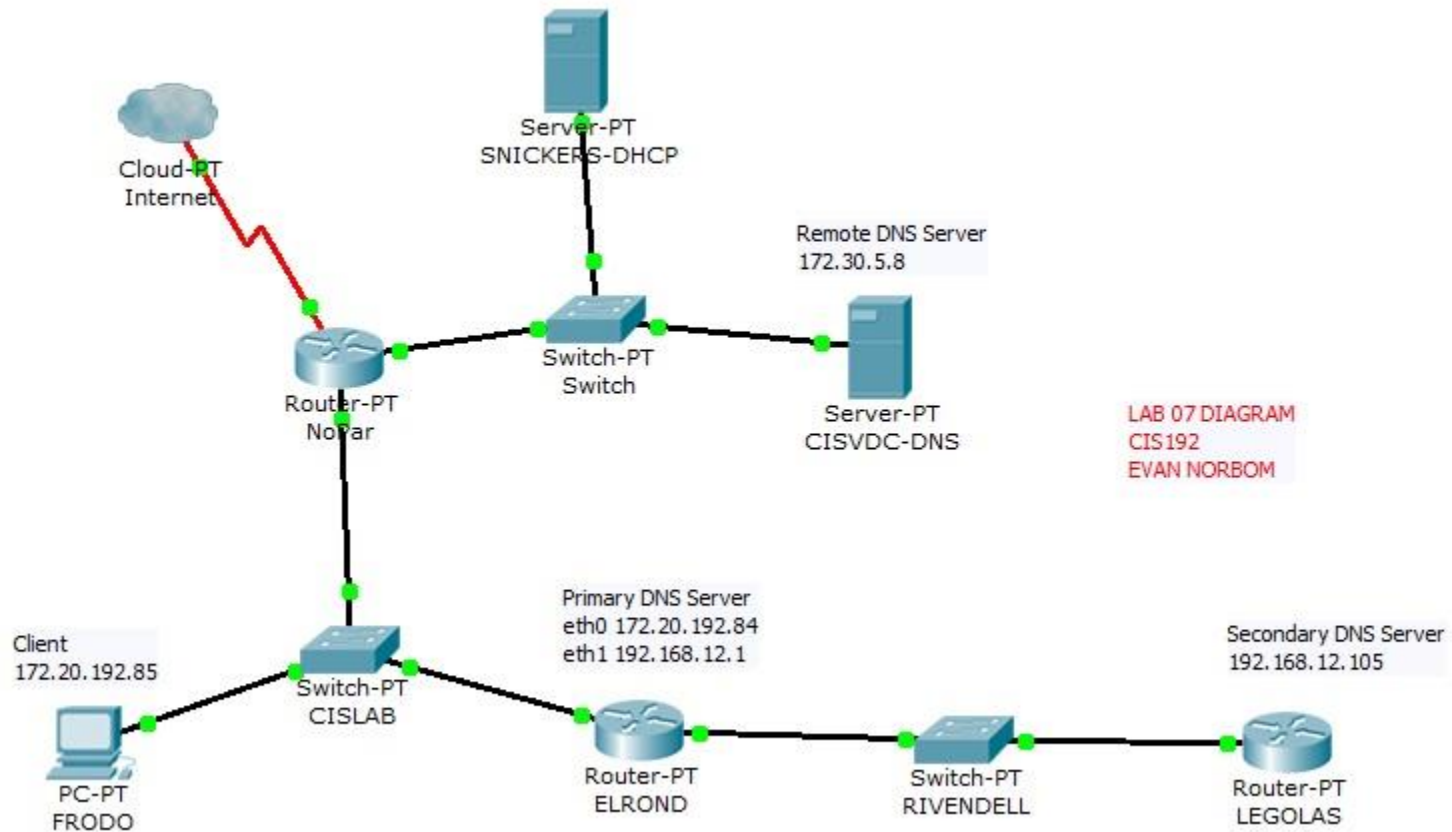 Server-PT
SNICKERS-DHCP
Cloud-PT
Internet
Remote DNS Server
172.30.5.8
Switch-PT
Switch
Router-PT
NoPar
Server-PT
CISVDC-DNS
LAB 07 DIAGRAM
CIS192
EVAN NORBOM
Primary DNS Server
eth0 172.20.192.84
eth1 192.168.12.1
Client
172.20.192.85
Secondary DNS Server
192.168.12.105
Switch-PT
CISLAB
PC-PT
FRODO
Router-PT
ELROND
Switch-PT
RIVENDELL
Router-PT
LEGOLAS